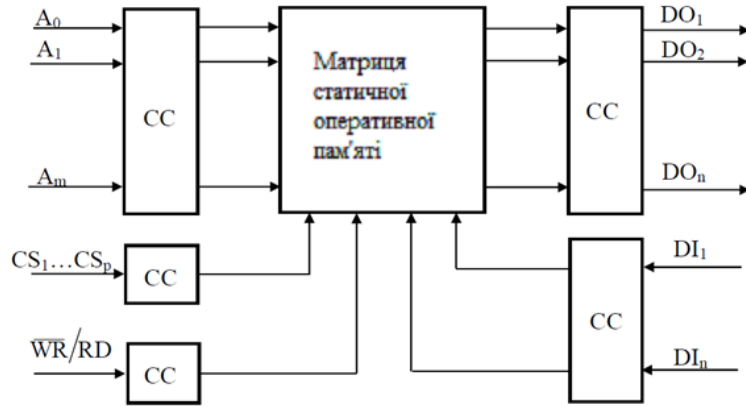 A₀
A₁
Aₘ
CC
Матриця
статичної
оперативної
пам'яті
CC
DO₁
DO₂
DOₙ
CS₁...CSₚ
CC
W̅R̅/RD
CC
CC
DI₁
DIₙ